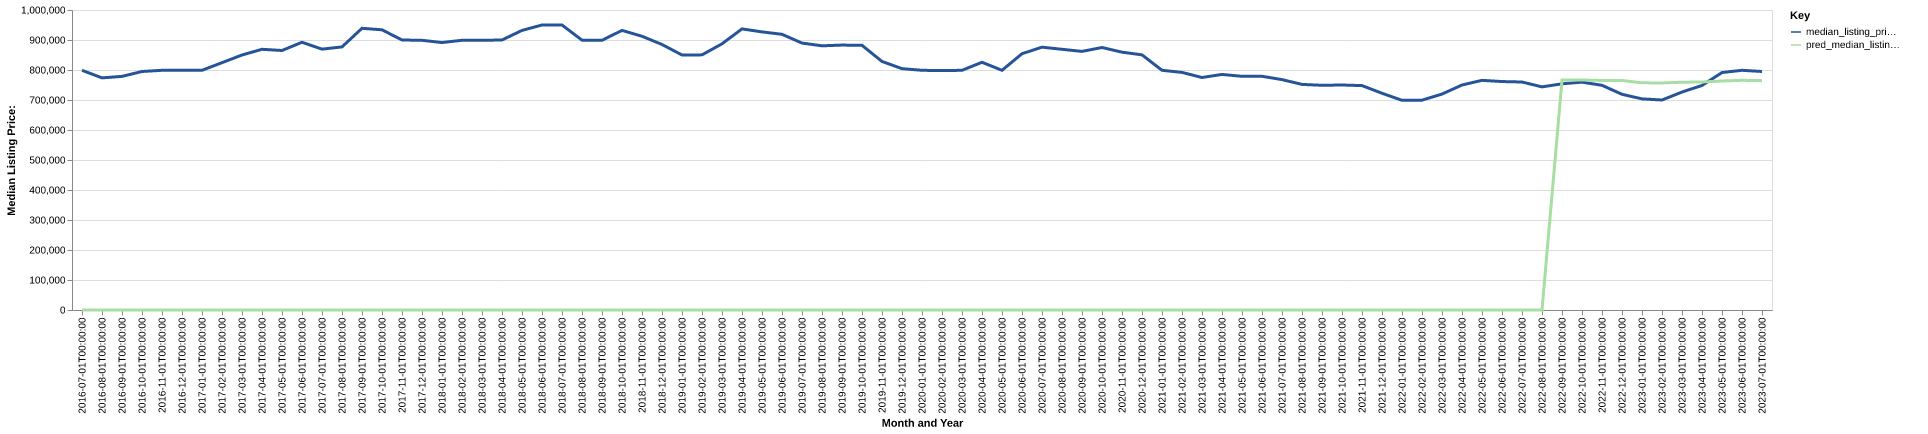 1,000,000
900,000
800,000
700,000
600,000
500,000
400,000
300,000
200,000
100,000
0
Median Listing Price:
2016-07-01T00:00:00
2016-08-01T00:00:00
2016-09-01T00:00:00
2016-10-01T00:00:00
2016-11-01T00:00:00
2016-12-01T00:00:00
2017-01-01T00:00:00
2017-02-01T00:00:00
2017-03-01T00:00:00
2017-04-01T00:00:00
2017-05-01T00:00:00
2017-06-01T00:00:00
2017-07-01T00:00:00
2017-08-01T00:00:00
2017-09-01T00:00:00
2017-10-01T00:00:00
2017-11-01T00:00:00
2017-12-01T00:00:00
2018-01-01T00:00:00
2018-02-01T00:00:00
2018-03-01T00:00:00
2018-04-01T00:00:00
2018-05-01T00:00:00
2018-06-01T00:00:00
2018-07-01T00:00:00
2018-08-01T00:00:00
2018-09-01T00:00:00
2018-10-01T00:00:00
2018-11-01T00:00:00
2018-12-01T00:00:00
2019-01-01T00:00:00
2019-02-01T00:00:00
2019-03-01T00:00:00
2019-04-01T00:00:00
2019-05-01T00:00:00
2019-06-01T00:00:00
2019-07-01T00:00:00
2019-08-01T00:00:00
2019-09-01T00:00:00
2019-10-01T00:00:00
2019-11-01T00:00:00
2019-12-01T00:00:00
2020-01-01T00:00:00
2020-02-01T00:00:00
2020-03-01T00:00:00
2020-04-01T00:00:00
2020-05-01T00:00:00
2020-06-01T00:00:00
2020-07-01T00:00:00
2020-08-01T00:00:00
2020-09-01T00:00:00
2020-10-01T00:00:00
2020-11-01T00:00:00
2020-12-01T00:00:00
2021-01-01T00:00:00
2021-02-01T00:00:00
2021-03-01T00:00:00
2021-04-01T00:00:00
2021-05-01T00:00:00
2021-06-01T00:00:00
2021-07-01T00:00:00
2021-08-01T00:00:00
2021-09-01T00:00:00
2021-10-01T00:00:00
2021-11-01T00:00:00
2021-12-01T00:00:00
2022-01-01T00:00:00
2022-02-01T00:00:00
2022-03-01T00:00:00
2022-04-01T00:00:00
2022-05-01T00:00:00
2022-06-01T00:00:00
2022-07-01T00:00:00
2022-08-01T00:00:00
2022-09-01T00:00:00
2022-10-01T00:00:00
2022-11-01T00:00:00
2022-12-01T00:00:00
2023-01-01T00:00:00
2023-02-01T00:00:00
2023-03-01T00:00:00
2023-04-01T00:00:00
2023-05-01T00:00:00
2023-06-01T00:00:00
2023-07-01T00:00:00
Month and Year
Key
median_listing_pri…
pred_median_listin…